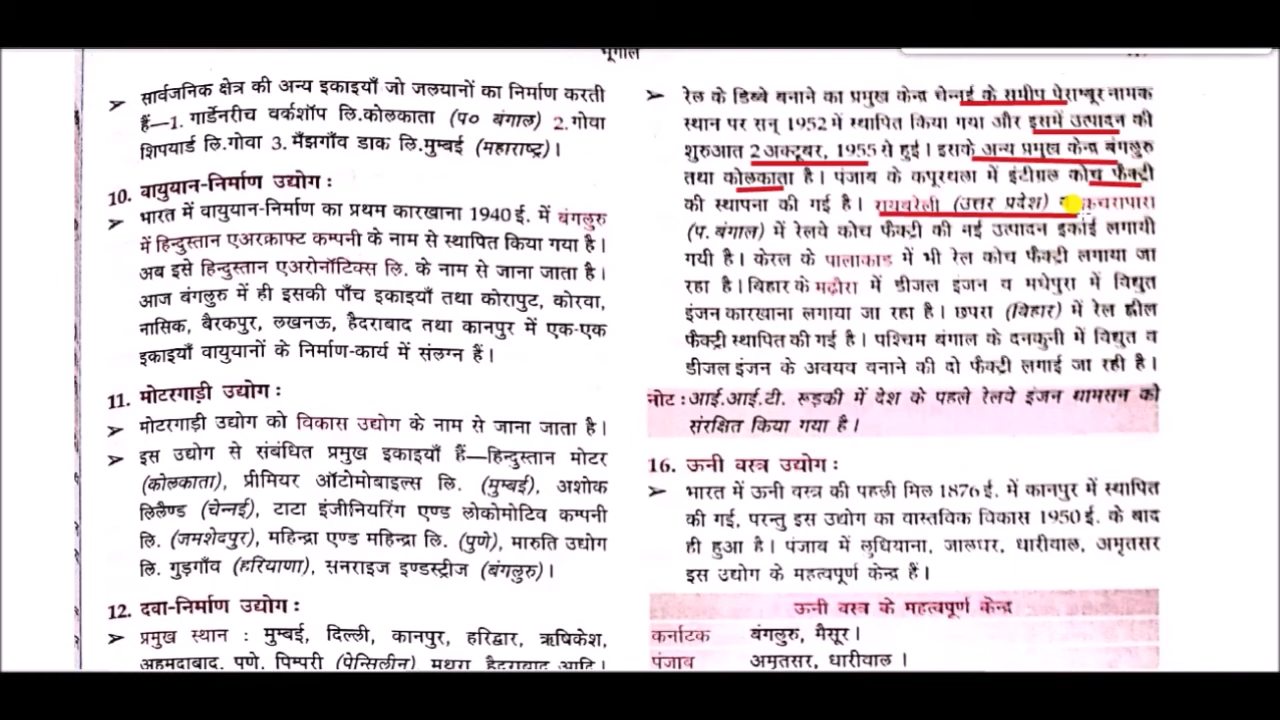 भूगोल
सार्वजनिक क्षेत्र की अन्य इकाइयाँ जो जलयानों का निर्माण करती
हैं—1. गार्डेनरीच वर्कशॉप लि.कोलकाता (प० बंगाल) 2. गोवा
शिपयार्ड लि.गोवा 3. मँझगाँव डाक लि.मुम्बई (महाराष्ट्र)।
10. वायुयान-निर्माण उद्योग :
भारत में वायुयान-निर्माण का प्रथम कारखाना 1940 ई. में बंगलुरु
में हिन्दुस्तान एअरक्राफ्ट कम्पनी के नाम से स्थापित किया गया है।
अब इसे हिन्दुस्तान एअरोनॉटिक्स लि. के नाम से जाना जाता है।
आज बंगलुरु में ही इसकी पाँच इकाइयाँ तथा कोरापुट, कोरवा,
नासिक, बैरकपुर, लखनऊ, हैदराबाद तथा कानपुर में एक-एक
इकाइयाँ वायुयानों के निर्माण-कार्य में संलग्न हैं।
11. मोटरगाड़ी उद्योग :
मोटरगाड़ी उद्योग को विकास उद्योग के नाम से जाना जाता है।
इस उद्योग से संबंधित प्रमुख इकाइयाँ हैं—हिन्दुस्तान मोटर
(कोलकाता), प्रीमियर ऑटोमोबाइल्स लि. (मुम्बई), अशोक
लिलैण्ड (चेन्नई), टाटा इंजीनियरिंग एण्ड लोकोमोटिव कम्पनी
लि. (जमशेदपुर), महिन्द्रा एण्ड महिन्द्रा लि. (पुणे), मारुति उद्योग
लि. गुड़गाँव (हरियाणा), सनराइज इण्डस्ट्रीज (बंगलुरु)।
12. दवा-निर्माण उद्योग :
प्रमुख स्थान : मुम्बई, दिल्ली, कानपुर, हरिद्वार, ऋषिकेश,
अहमदाबाद, पुणे, पिम्परी (पेन्सिलीन) मथुरा, हैदराबाद आदि।
रेल के डिब्बे बनाने का प्रमुख केन्द्र चेन्नई के समीप पेराम्बूर नामक
स्थान पर सन् 1952 में स्थापित किया गया और इसमें उत्पादन की
शुरुआत 2 अक्टूबर, 1955 से हुई। इसके अन्य प्रमुख केन्द्र बंगलुरु
तथा कोलकाता है। पंजाब के कपूरथला में इंटीग्रल कोच फैक्ट्री
की स्थापना की गई है। रायबरेली (उत्तर प्रदेश) कचरापारा
(प. बंगाल) में रेलवे कोच फैक्ट्री की नई उत्पादन इकाई लगायी
गयी है। केरल के पालाकाड में भी रेल कोच फैक्ट्री लगाया जा
रहा है। बिहार के मढ़ौरा में डीजल इंजन व मधेपुरा में विद्युत
इंजन कारखाना लगाया जा रहा है। छपरा (बिहार) में रेल ह्वील
फैक्ट्री स्थापित की गई है। पश्चिम बंगाल के दनकुनी में विद्युत व
डीजल इंजन के अवयव बनाने की दो फैक्ट्री लगाई जा रही है।
नोट : आई.आई.टी. रूड़की में देश के पहले रेलवे इंजन थामसन को
संरक्षित किया गया है।
16. ऊनी वस्त्र उद्योग :
भारत में ऊनी वस्त्र की पहली मिल 1876 ई. में कानपुर में स्थापित
की गई, परन्तु इस उद्योग का वास्तविक विकास 1950 ई. के बाद
ही हुआ है। पंजाब में लुधियाना, जालंधर, धारीवाल, अमृतसर
इस उद्योग के महत्वपूर्ण केन्द्र हैं।
ऊनी वस्त्र के महत्वपूर्ण केन्द्र
कर्नाटक बंगलुरु, मैसूर।
पंजाब अमृतसर, धारीवाल ।